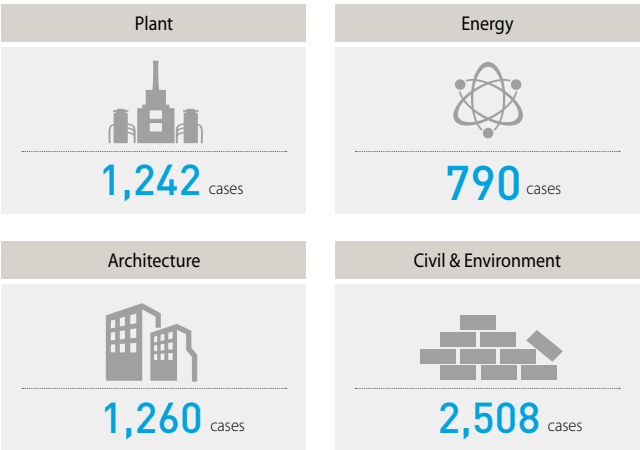 Plant
1,242 cases
Energy
790 cases
Architecture
1,260 cases
Civil & Environment
2,508 cases